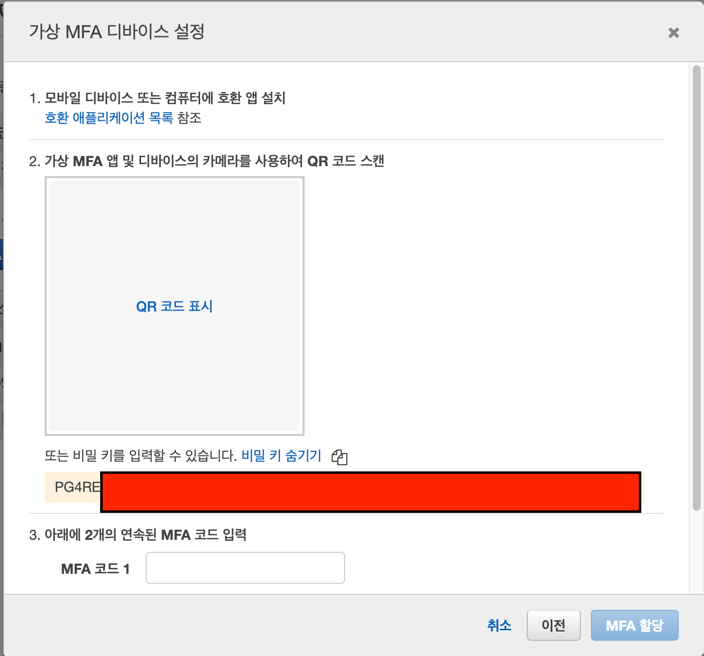 가상 MFA 디바이스 설정
1. 모바일 디바이스 또는 컴퓨터에 호환 앱 설치
호환 애플리케이션 목록 참조
2. 가상 MFA 앱 및 디바이스의 카메라를 사용하여 QR 코드 스캔
QR 코드 표시
또는 비밀 키를 입력할 수 있습니다. 비밀 키 숨기기
PG4RE
3. 아래에 2개의 연속된 MFA 코드 입력
MFA 코드 1
취소 이전 MFA 할당